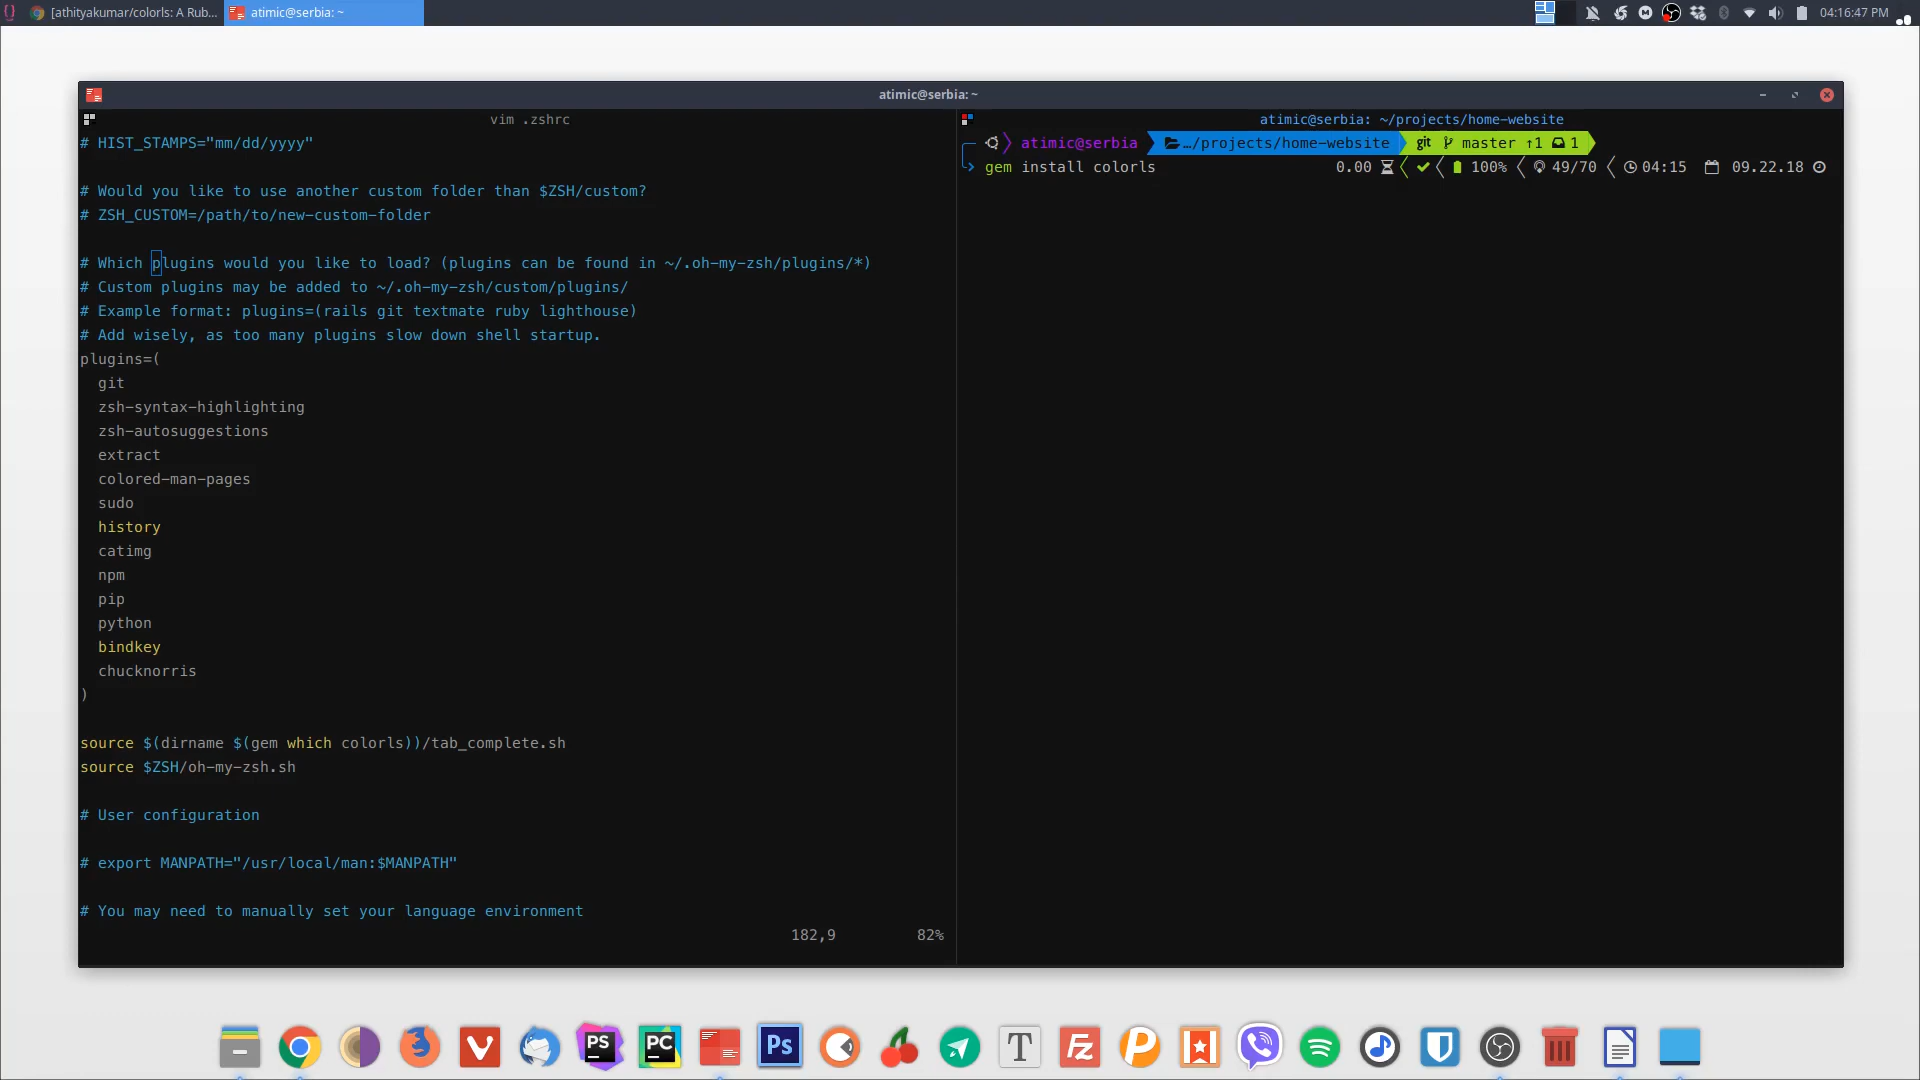 [athityakumar/colorls: A Rub...
atimic@serbia: ~
04:16:47 PM
atimic@serbia: ~
vim .zshrc
# HIST_STAMPS="mm/dd/yyyy"
# Would you like to use another custom folder than $ZSH/custom?
# ZSH_CUSTOM=/path/to/new-custom-folder
# Which plugins would you like to load? (plugins can be found in ~/.oh-my-zsh/plugins/*)
# Custom plugins may be added to ~/.oh-my-zsh/custom/plugins/
# Example format: plugins=(rails git textmate ruby lighthouse)
# Add wisely, as too many plugins slow down shell startup.
plugins=(
git
zsh-syntax-highlighting
zsh-autosuggestions
extract
colored-man-pages
sudo
history
catimg
npm
pip
python
bindkey
chucknorris
)
source $(dirname $(gem which colorls))/tab_complete.sh
source $ZSH/oh-my-zsh.sh
# User configuration
# export MANPATH="/usr/local/man:$MANPATH"
# You may need to manually set your language environment
182,9 82%
atimic@serbia: ~/projects/home-website
atimic@serbia …/projects/home-website git master ↑1 1
gem install colorls 0.00 100% 49/70 04:15 09.22.18
PS
PC
Ps
T
Fz
P